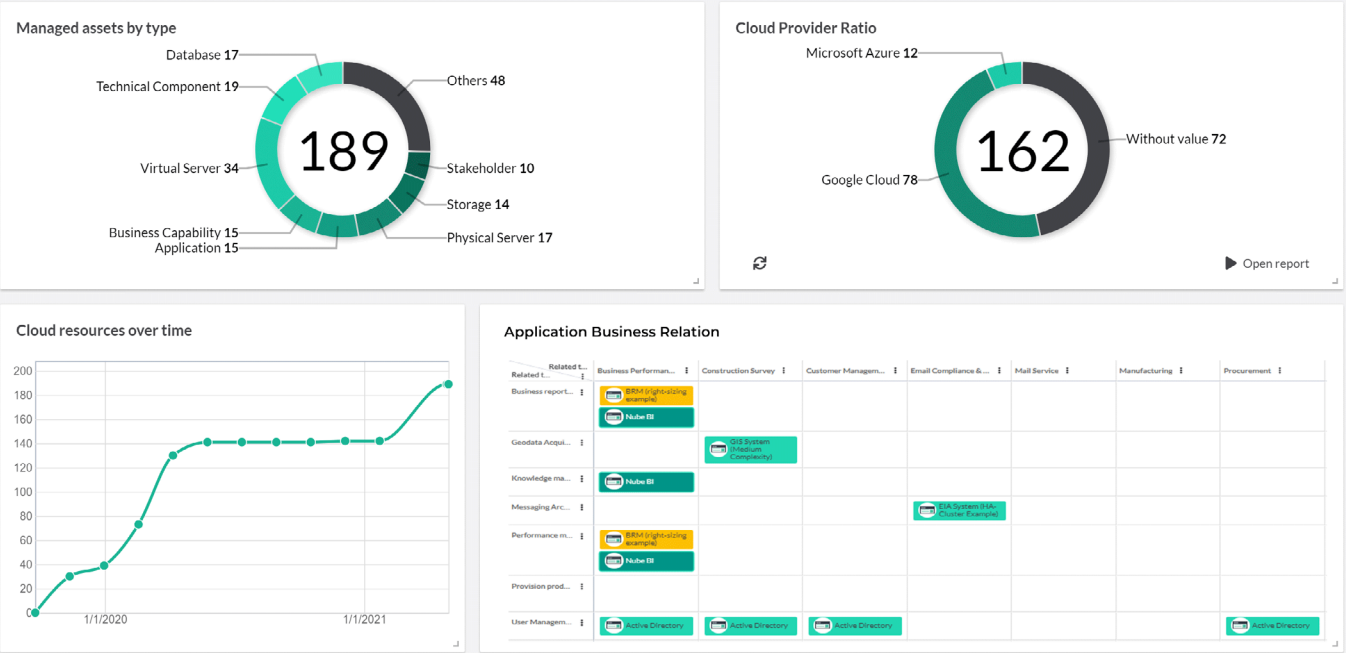 Managed assets by type
Database 17
Technical Component 19
Others 48
189
Virtual Server 34
Stakeholder 10
Storage 14
Business Capability 15
Application 15
Physical Server 17
Cloud Provider Ratio
Microsoft Azure 12
162
Without value 72
Google Cloud 78
Open report
Cloud resources over time
200
180
160
140
120
100
80
60
40
20
0
1/1/2020
1/1/2021
Application Business Relation
Related t...
Related t...
Business Performan...
Construction Survey
Customer Managem...
Email Compliance & ...
Mail Service
Manufacturing
Procurement
Business report...
BRM (right-sizing
example)
Nube BI
Geodata Acqui...
GIS System
(Medium
Complexity)
Knowledge ma...
Nube BI
Messaging Arc...
EIA System (HA-
Cluster Example)
Performance m...
BRM (right-sizing
example)
Nube BI
Provision prod...
User Managem...
Active Directory
Active Directory
Active Directory
Active Directory